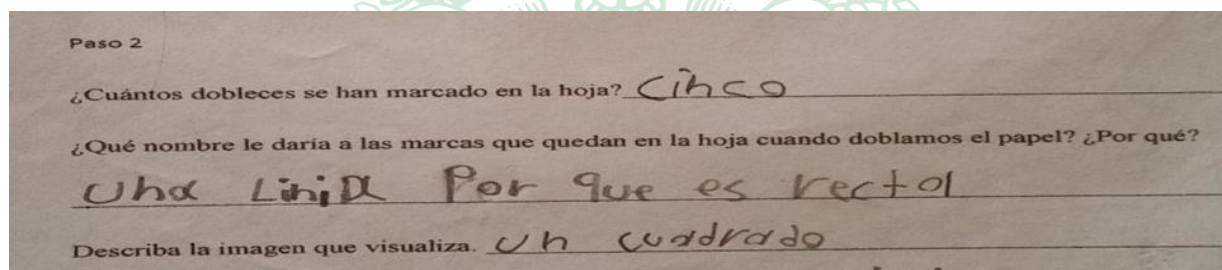 Paso 2
¿Cuántos dobleces se han marcado en la hoja? Cinco
¿Qué nombre le daría a las marcas que quedan en la hoja cuando doblamos el papel? ¿Por qué?
Una Linia Por que es recta
Describa la imagen que visualiza. Un cuadrado